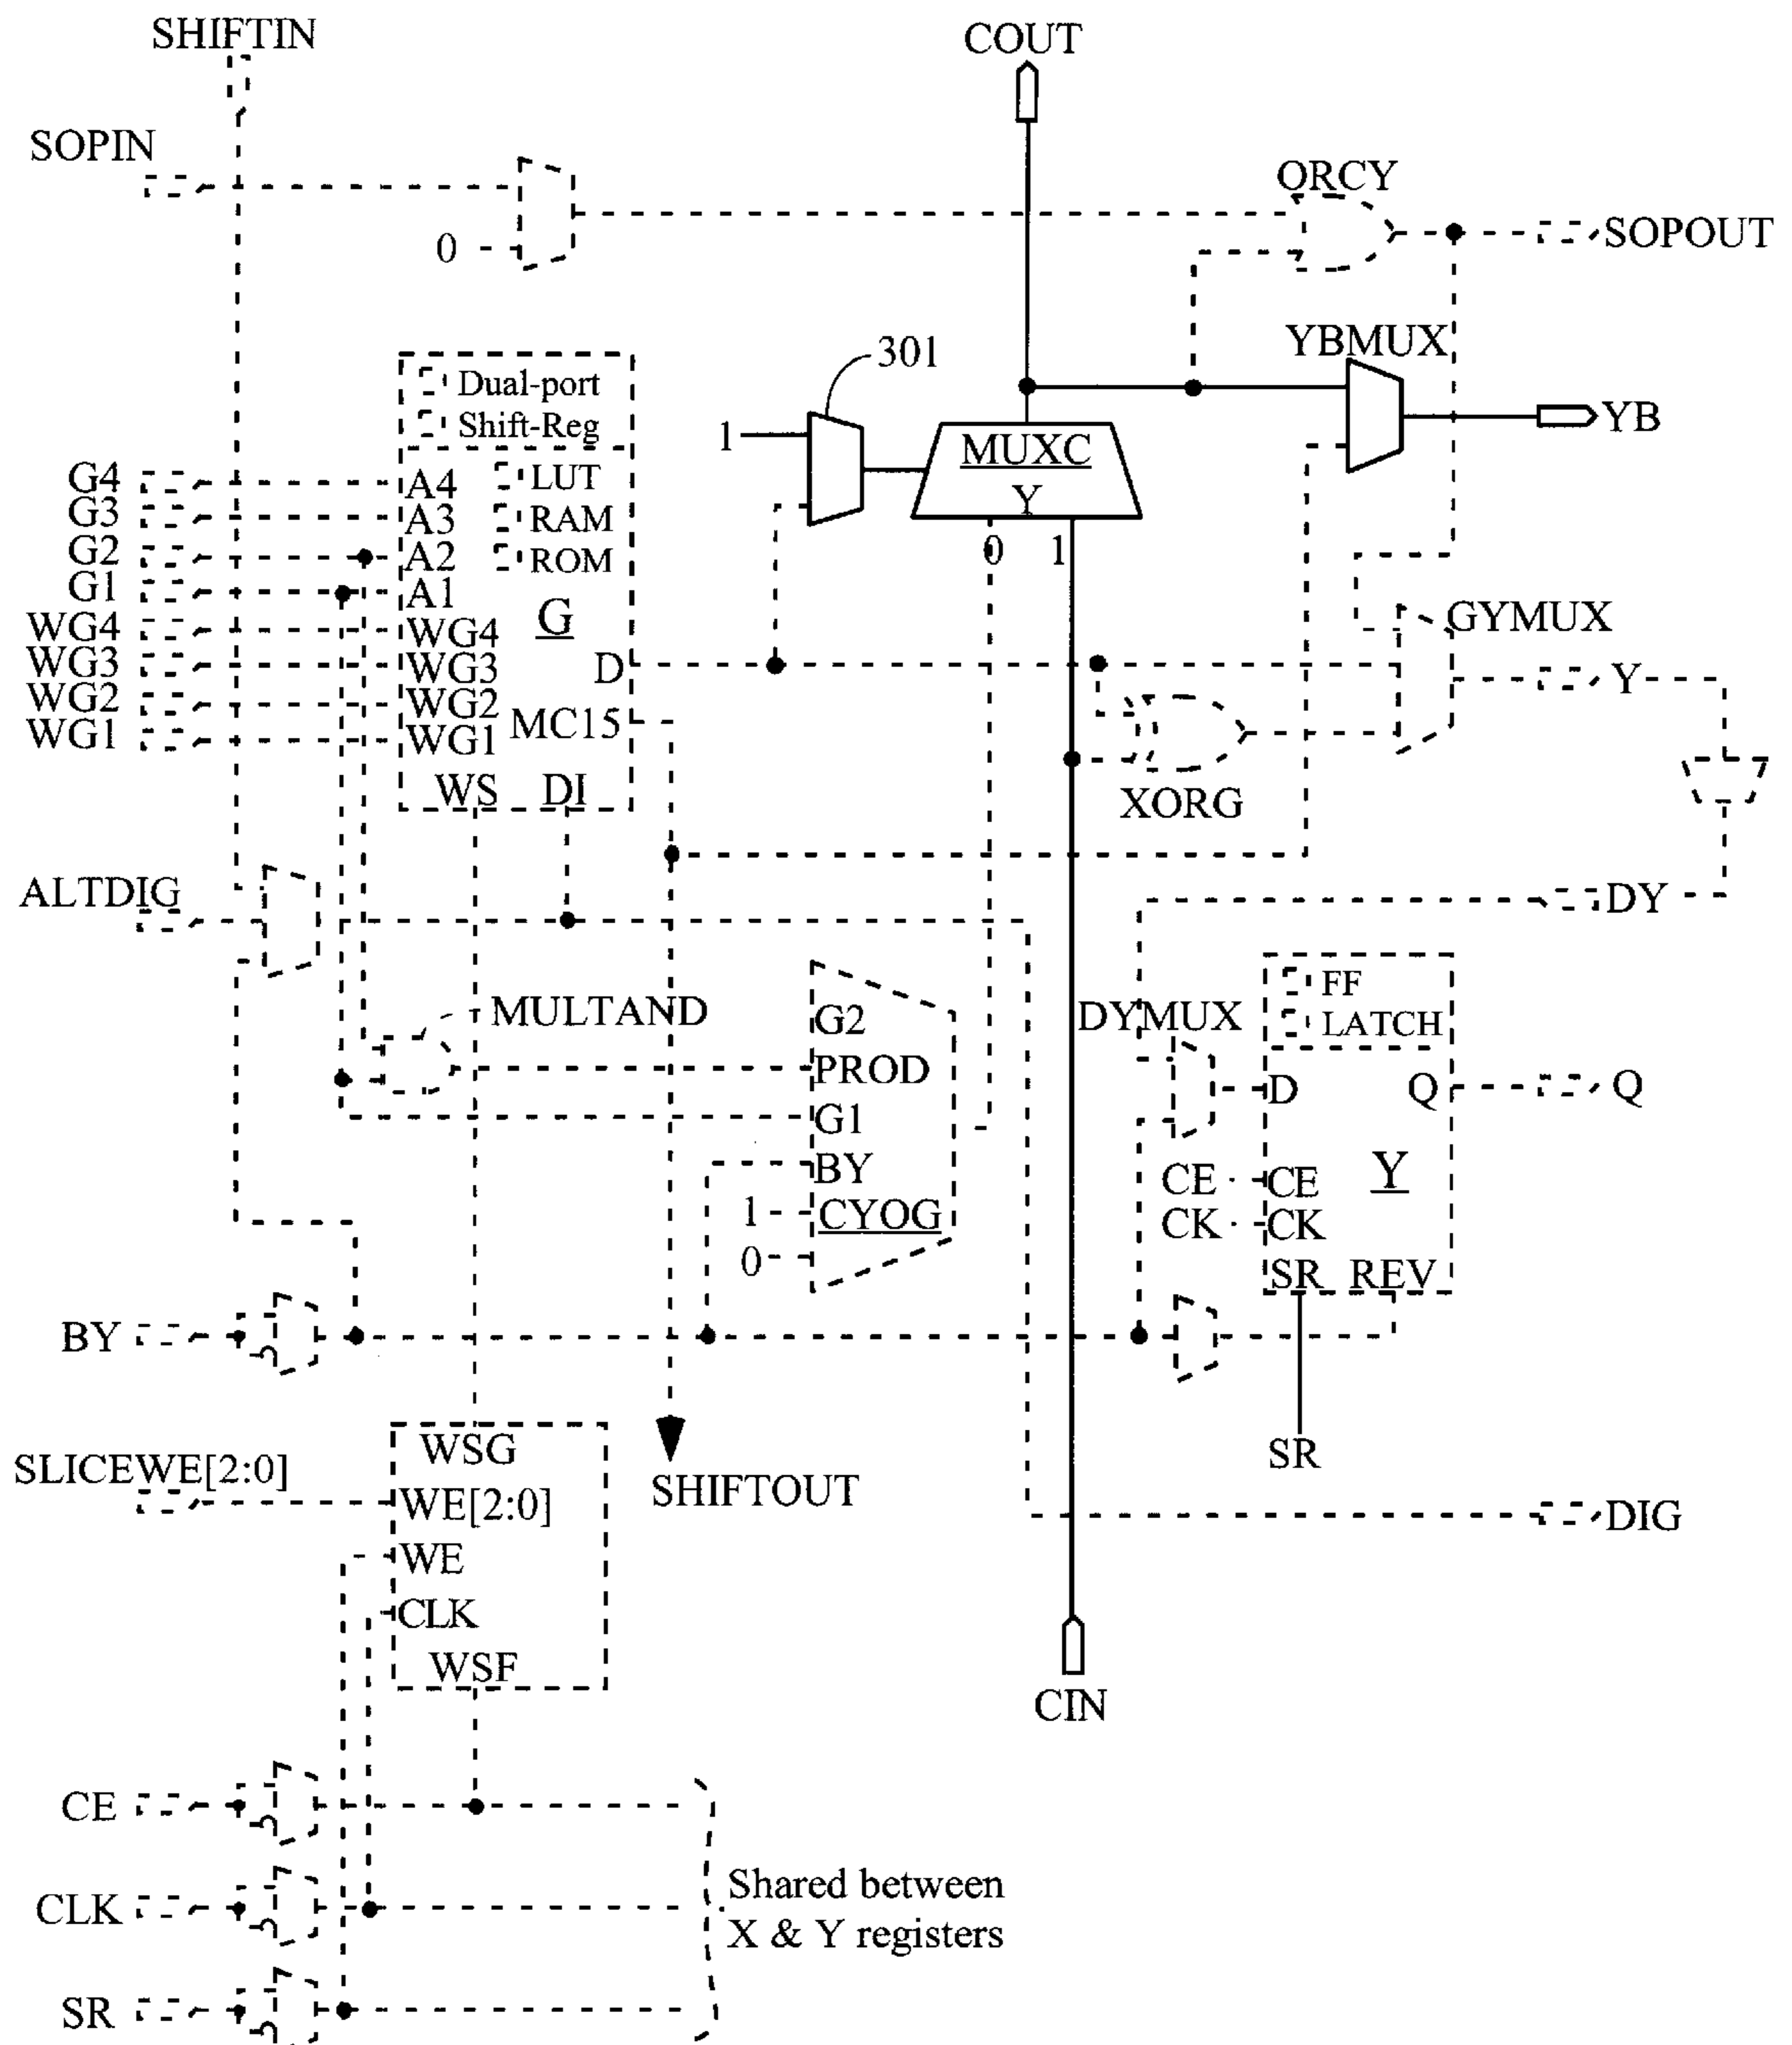 SHIFTIN
COUT
SOPIN
ORCY
0
SOPOUT
YBMUX
301
Dual-port
Shift-Reg
1
YB
MUXC
Y
G4
G3
G2
G1
WG4
WG3
WG2
WG1
A4
A3
A2
A1
WG4
WG3
WG2
WG1
LUT
RAM
ROM
G
D
MC15
WS
DI
0
1
GYMUX
Y
XORG
ALTDIG
DY
MULTAND
G2
PROD
G1
BY
CYOG
1
0
DYMUX
FF
LATCH
D
Q
Q
CE
CK
CE
CK
Y
SR
REV
BY
SR
WSG
SLICEWE[2:0]
WE[2:0]
WE
CLK
WSF
SHIFTOUT
DIG
CIN
CE
CLK
SR
Shared between
X & Y registers